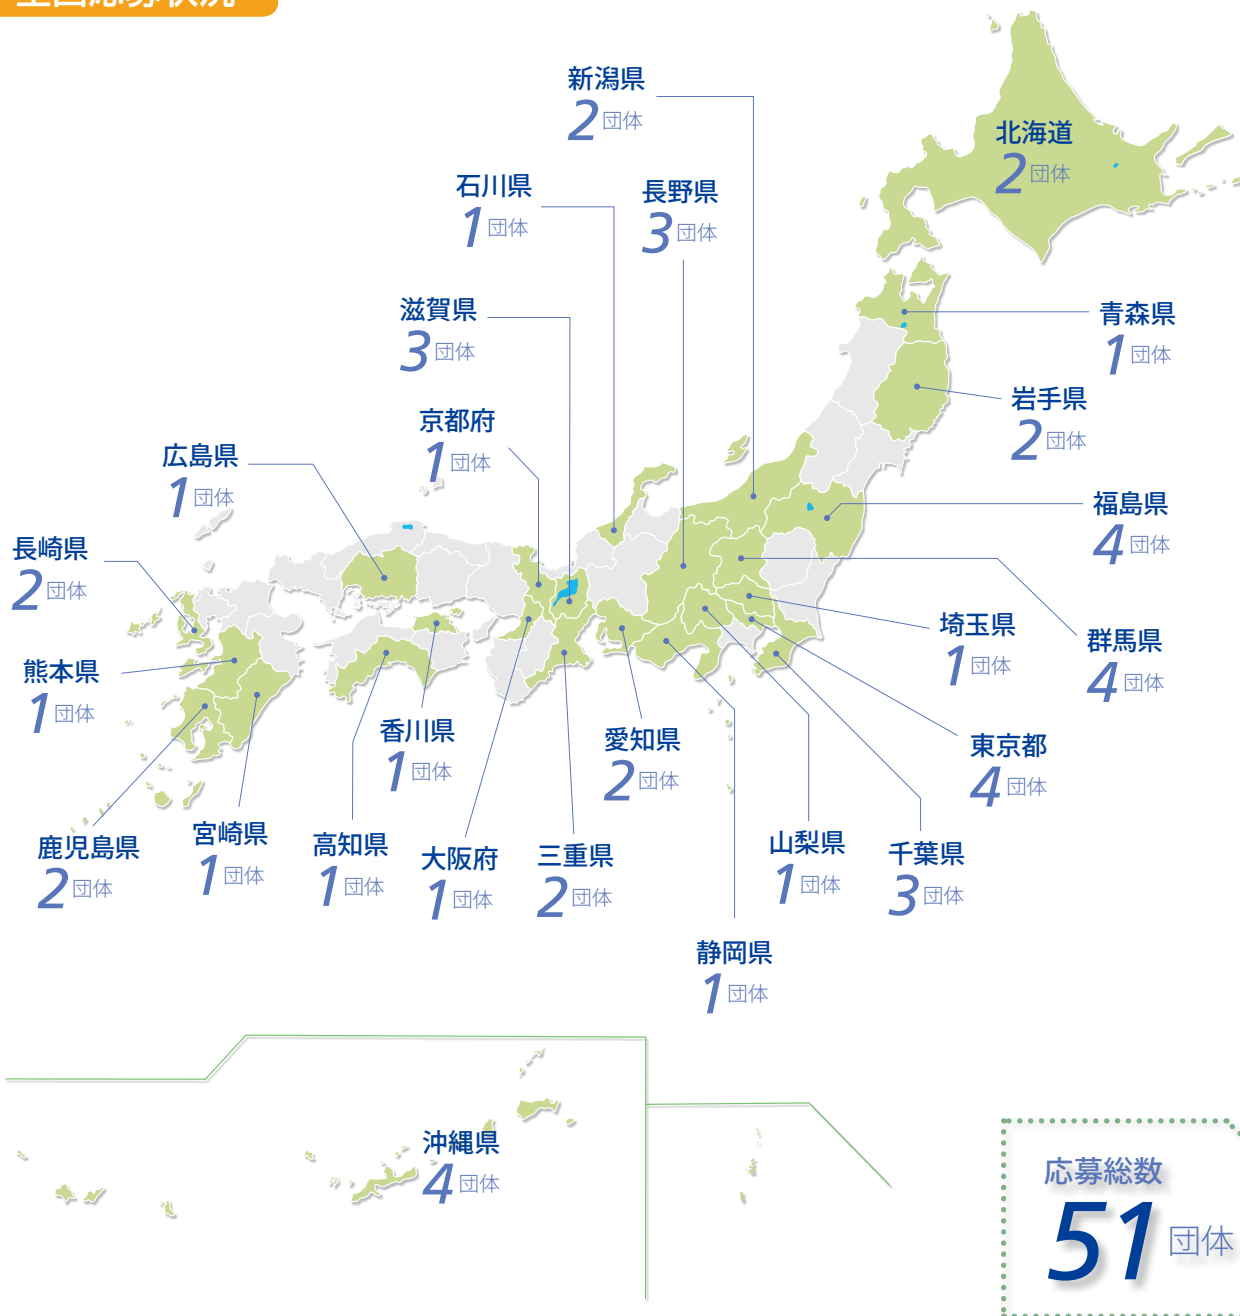 新潟県
2団体
北海道
2団体
石川県
1団体
長野県
3団体
滋賀県
3団体
青森県
1団体
岩手県
2団体
京都府
1団体
広島県
1団体
福島県
4団体
長崎県
2団体
埼玉県
1団体
群馬県
4団体
熊本県
1団体
香川県
1団体
愛知県
2団体
東京都
4団体
鹿児島県
2団体
宮崎県
1団体
高知県
1団体
大阪府
1団体
三重県
2団体
山梨県
1団体
千葉県
3団体
静岡県
1団体
沖縄県
4団体
応募総数
51団体